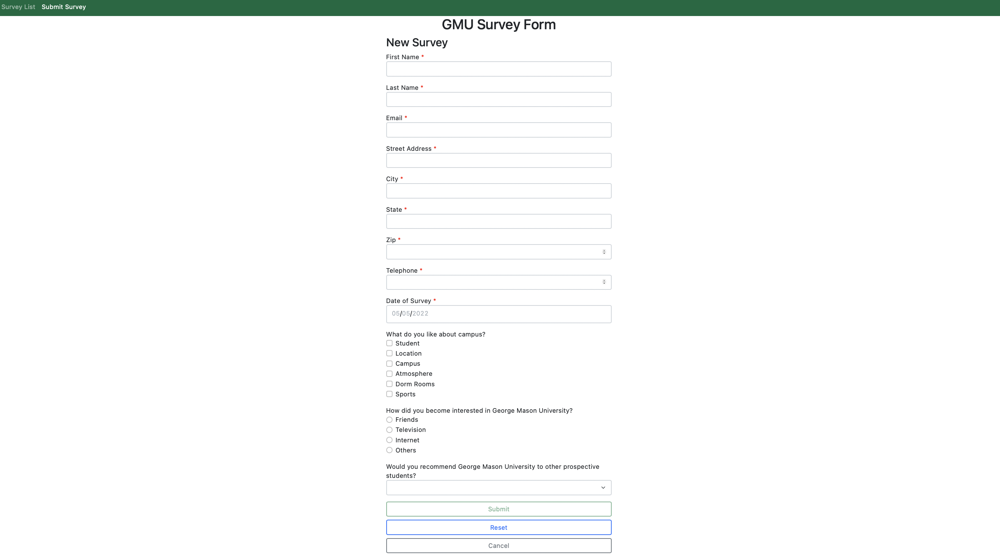 Survey List Submit Survey
GMU Survey Form
New Survey
First Name *
Last Name *
Email *
Street Address *
City *
State *
Zip *
Telephone *
Date of Survey *
05/05/2022
What do you like about campus?
Student
Location
Campus
Atmosphere
Dorm Rooms
Sports
How did you become interested in George Mason University?
Friends
Television
Internet
Others
Would you recommend George Mason University to other prospective
students?
Submit
Reset
Cancel